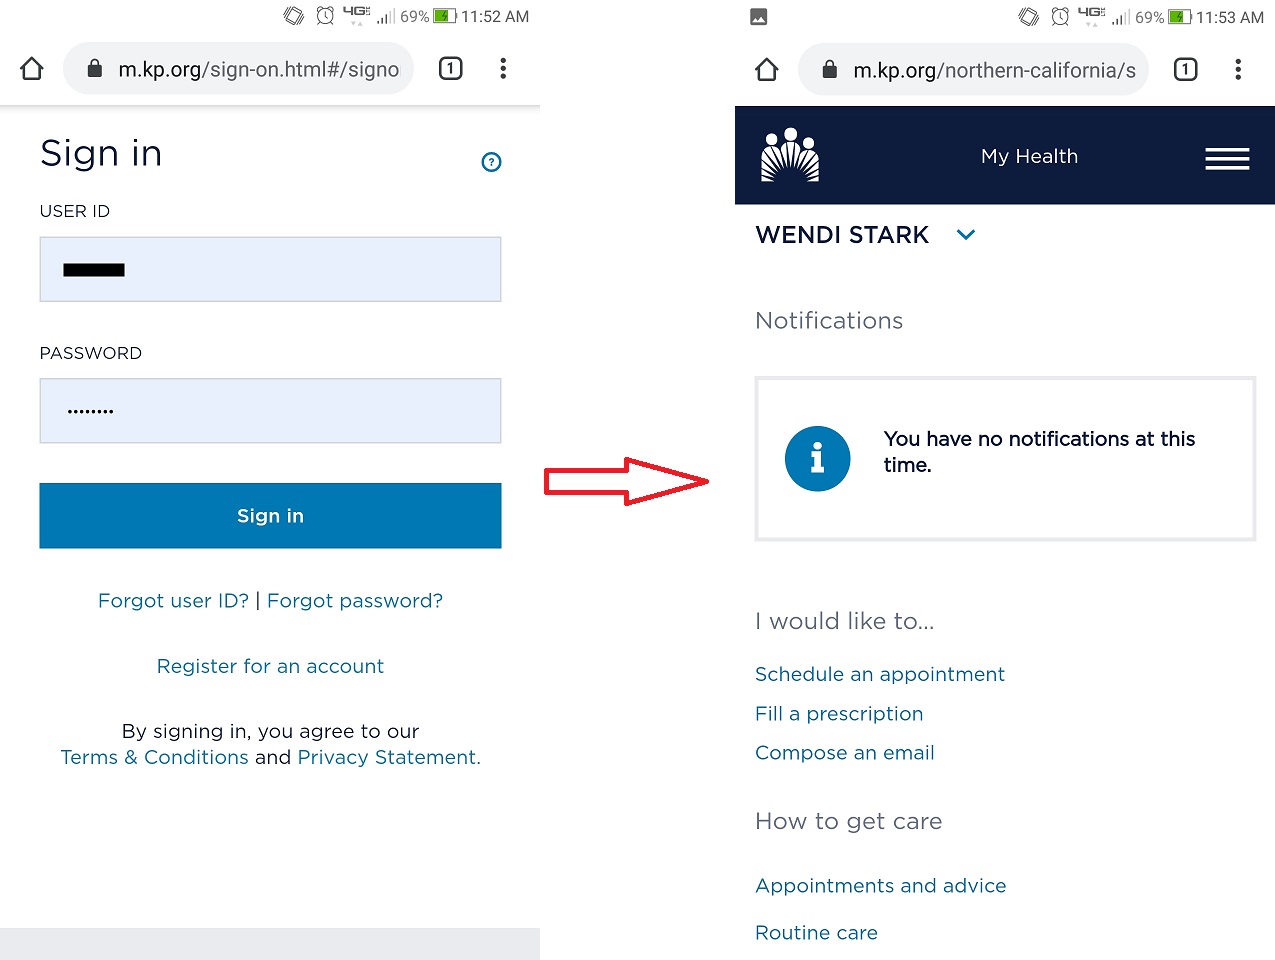 4G LTE 69% 11:52 AM
1
m.kp.org/sign-on.html#/signo
Sign in
?
USER ID
PASSWORD
••••••••
Sign in
Forgot user ID? | Forgot password?
Register for an account
By signing in, you agree to our
Terms & Conditions and Privacy Statement.
4G LTE 69% 11:53 AM
m.kp.org/northern-california/s
1
My Health
WENDI STARK
Notifications
i
You have no notifications at this
time.
I would like to...
Schedule an appointment
Fill a prescription
Compose an email
How to get care
Appointments and advice
Routine care